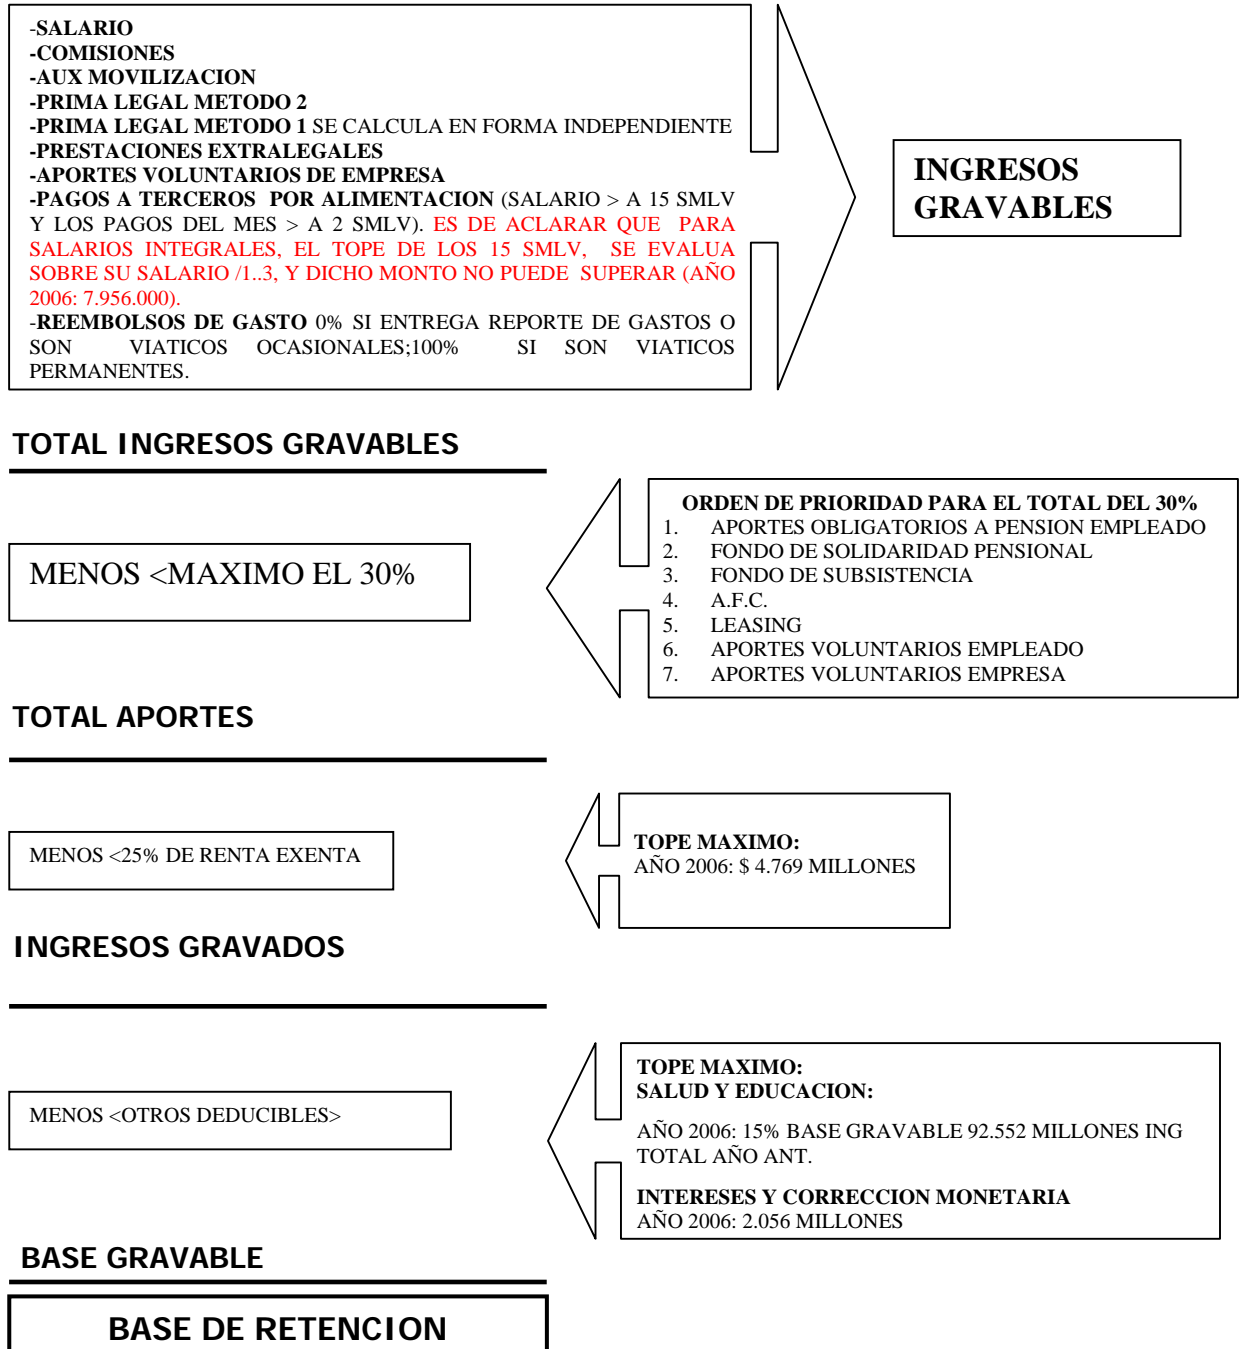 -SALARIO
-COMISIONES
-AUX MOVILIZACION
-PRIMA LEGAL METODO 2
-PRIMA LEGAL METODO 1 SE CALCULA EN FORMA INDEPENDIENTE
-PRESTACIONES EXTRALEGALES
-APORTES VOLUNTARIOS DE EMPRESA
-PAGOS A TERCEROS POR ALIMENTACION (SALARIO > A 15 SMLV
Y LOS PAGOS DEL MES > A 2 SMLV). ES DE ACLARAR QUE PARA
SALARIOS INTEGRALES, EL TOPE DE LOS 15 SMLV, SE EVALUA
SOBRE SU SALARIO /1..3, Y DICHO MONTO NO PUEDE SUPERAR (AÑO
2006: 7.956.000).
-REEMBOLSOS DE GASTO 0% SI ENTREGA REPORTE DE GASTOS O
SON VIATICOS OCASIONALES;100% SI SON VIATICOS
PERMANENTES.
INGRESOS
GRAVABLES
TOTAL INGRESOS GRAVABLES
MENOS <MAXIMO EL 30%
ORDEN DE PRIORIDAD PARA EL TOTAL DEL 30%
1. APORTES OBLIGATORIOS A PENSION EMPLEADO
2. FONDO DE SOLIDARIDAD PENSIONAL
3. FONDO DE SUBSISTENCIA
4. A.F.C.
5. LEASING
6. APORTES VOLUNTARIOS EMPLEADO
7. APORTES VOLUNTARIOS EMPRESA
TOTAL APORTES
MENOS <25% DE RENTA EXENTA
TOPE MAXIMO:
AÑO 2006: $ 4.769 MILLONES
INGRESOS GRAVADOS
MENOS <OTROS DEDUCIBLES>
TOPE MAXIMO:
SALUD Y EDUCACION:
AÑO 2006: 15% BASE GRAVABLE 92.552 MILLONES ING
TOTAL AÑO ANT.
INTERESES Y CORRECCION MONETARIA
AÑO 2006: 2.056 MILLONES
BASE GRAVABLE
BASE DE RETENCION